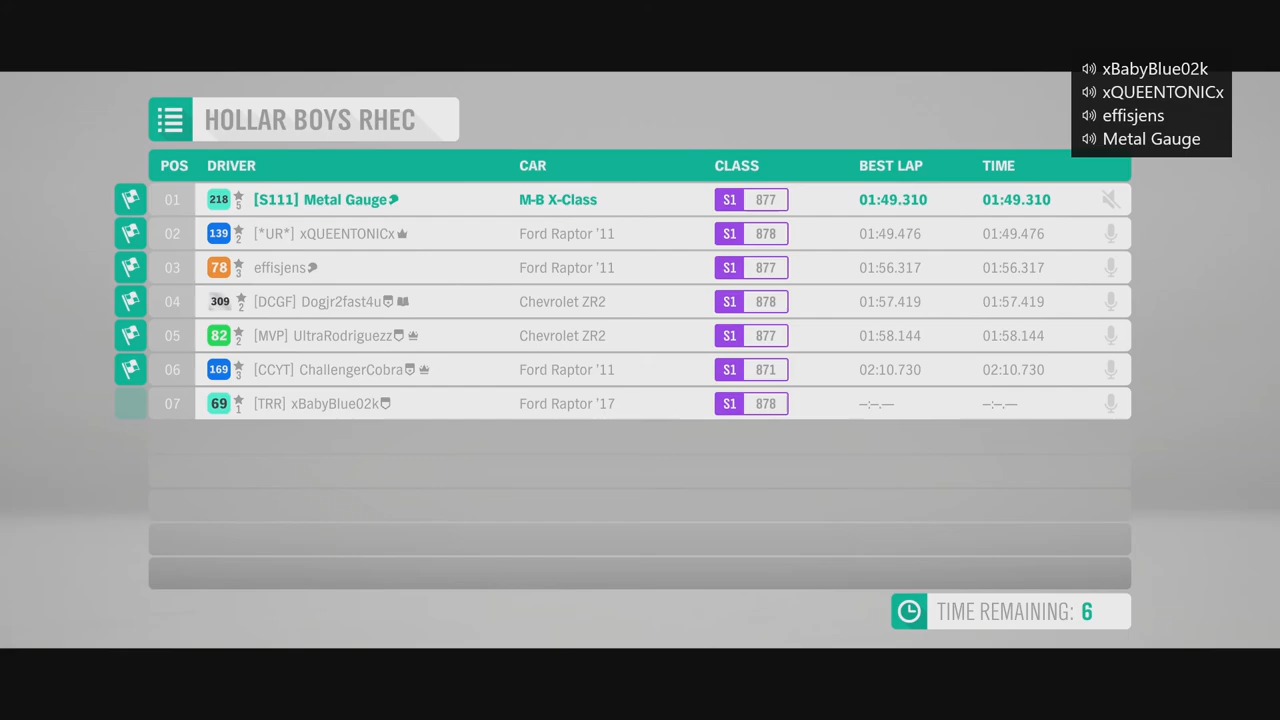 xBabyBlue02k
xQUEENTONICx
effisjens
Metal Gauge
HOLLAR BOYS RHEC
POS DRIVER CAR CLASS BEST LAP TIME
01 218 5 [S111] Metal Gauge M-B X-Class S1 877 01:49.310 01:49.310
02 139 2 [*UR*] xQUEENTONICx Ford Raptor '11 S1 878 01:49.476 01:49.476
03 78 3 effisjens Ford Raptor '11 S1 877 01:56.317 01:56.317
04 309 2 [DCGF] Dogjr2fast4u Chevrolet ZR2 S1 878 01:57.419 01:57.419
05 82 2 [MVP] UltraRodriguezz Chevrolet ZR2 S1 877 01:58.144 01:58.144
06 169 3 [CCYT] ChallengerCobra Ford Raptor '11 S1 871 02:10.730 02:10.730
07 69 1 [TRR] xBabyBlue02k Ford Raptor '17 S1 878 --:--.--- --:--.---
TIME REMAINING: 6